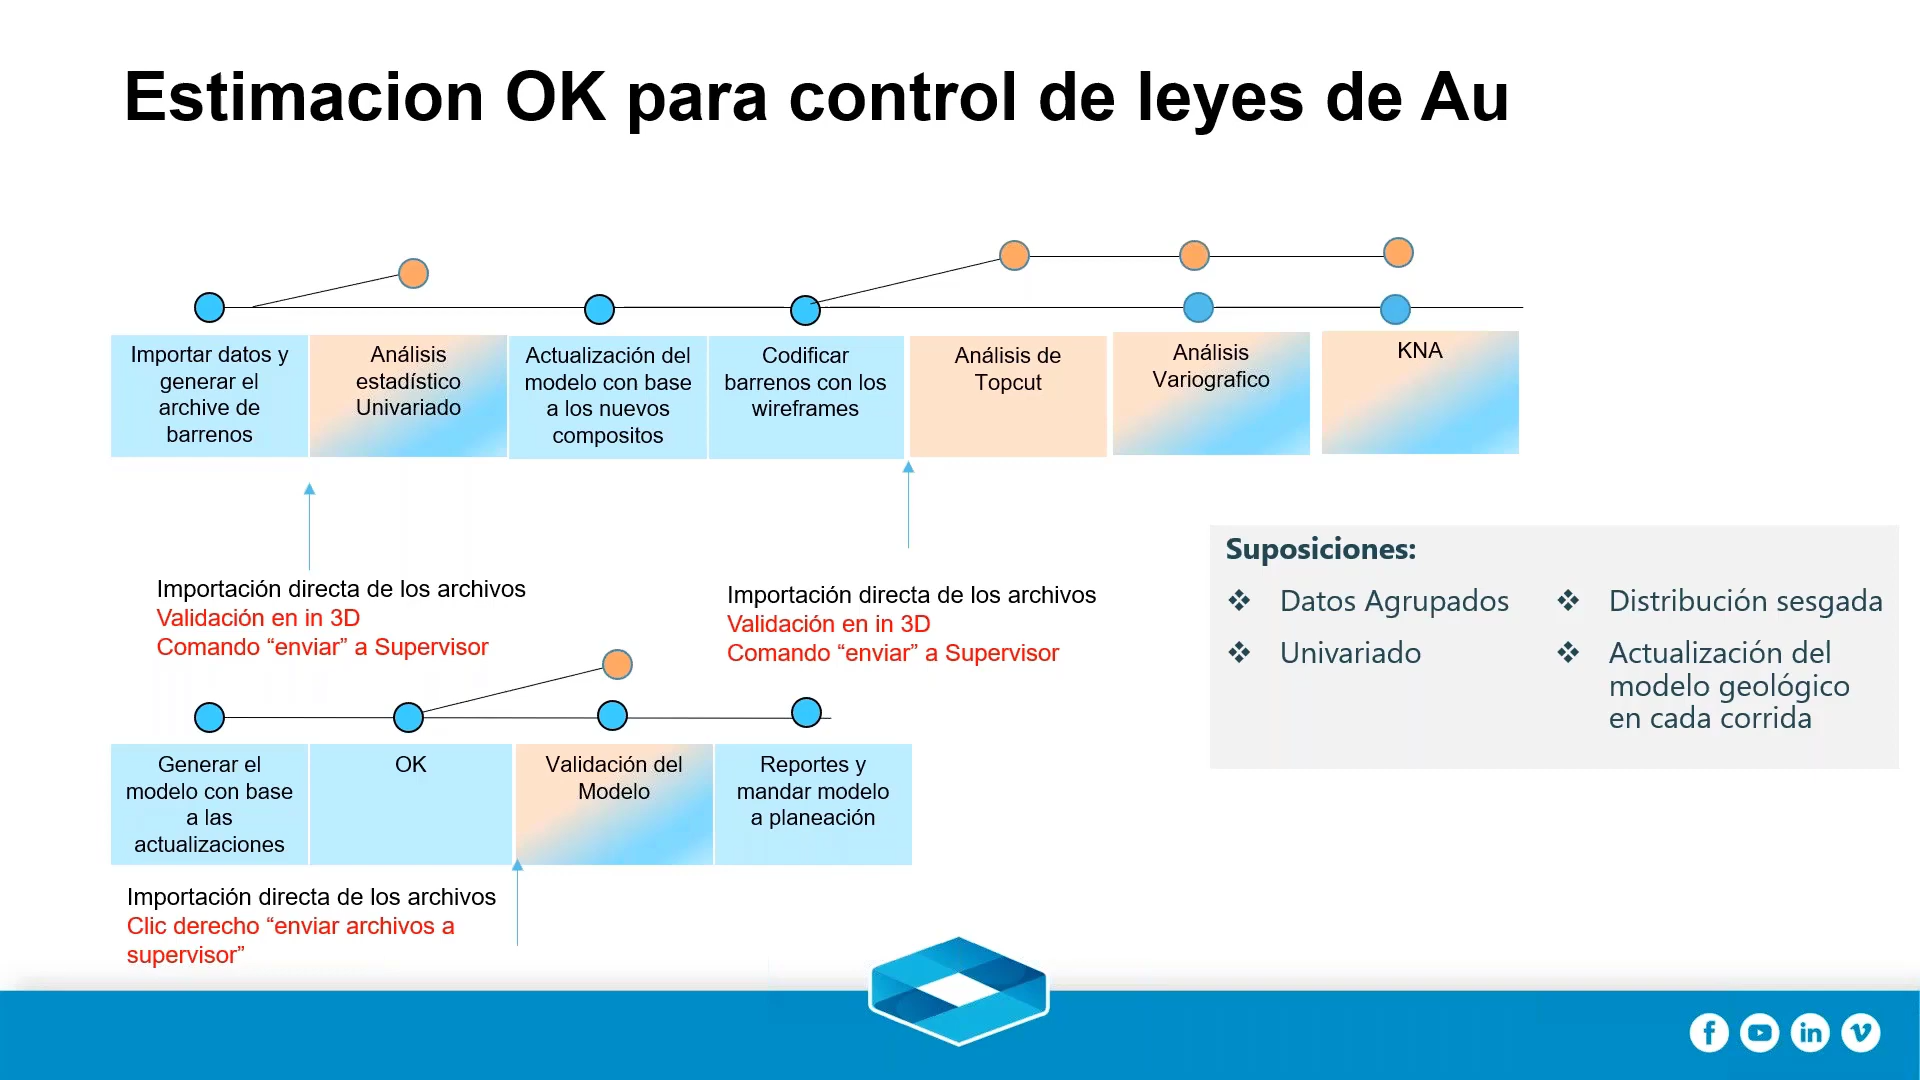 Estimacion OK para control de leyes de Au
Importar datos y
generar el
archive de
barrenos
Análisis
estadístico
Univariado
Actualización del
modelo con base
a los nuevos
compositos
Codificar
barrenos con los
wireframes
Análisis de
Topcut
Análisis
Variografico
KNA
Importación directa de los archivos
Validación en in 3D
Comando “enviar” a Supervisor
Importación directa de los archivos
Validación en in 3D
Comando “enviar” a Supervisor
Suposiciones:
Datos Agrupados
Univariado
Distribución sesgada
Actualización del
modelo geológico
en cada corrida
Generar el
modelo con base
a las
actualizaciones
OK
Validación del
Modelo
Reportes y
mandar modelo
a planeación
Importación directa de los archivos
Clic derecho “enviar archivos a
supervisor”